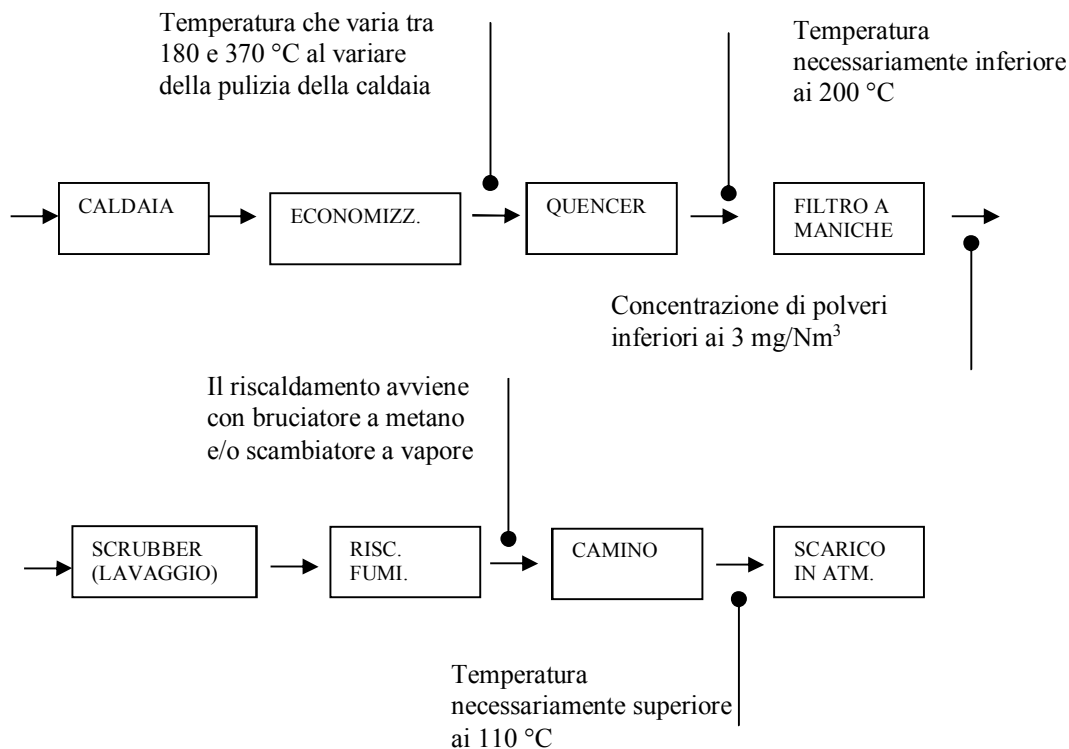 Temperatura che varia tra
180 e 370 °C al variare
della pulizia della caldaia
Temperatura
necessariamente inferiore
ai 200 °C
CALDAIA
ECONOMIZZ.
QUENCER
FILTRO A
MANICHE
Concentrazione di polveri
inferiori ai 3 mg/Nm³
Il riscaldamento avviene
con bruciatore a metano
e/o scambiatore a vapore
SCRUBBER
(LAVAGGIO)
RISC.
FUMI.
CAMINO
SCARICO
IN ATM.
Temperatura
necessariamente superiore
ai 110 °C